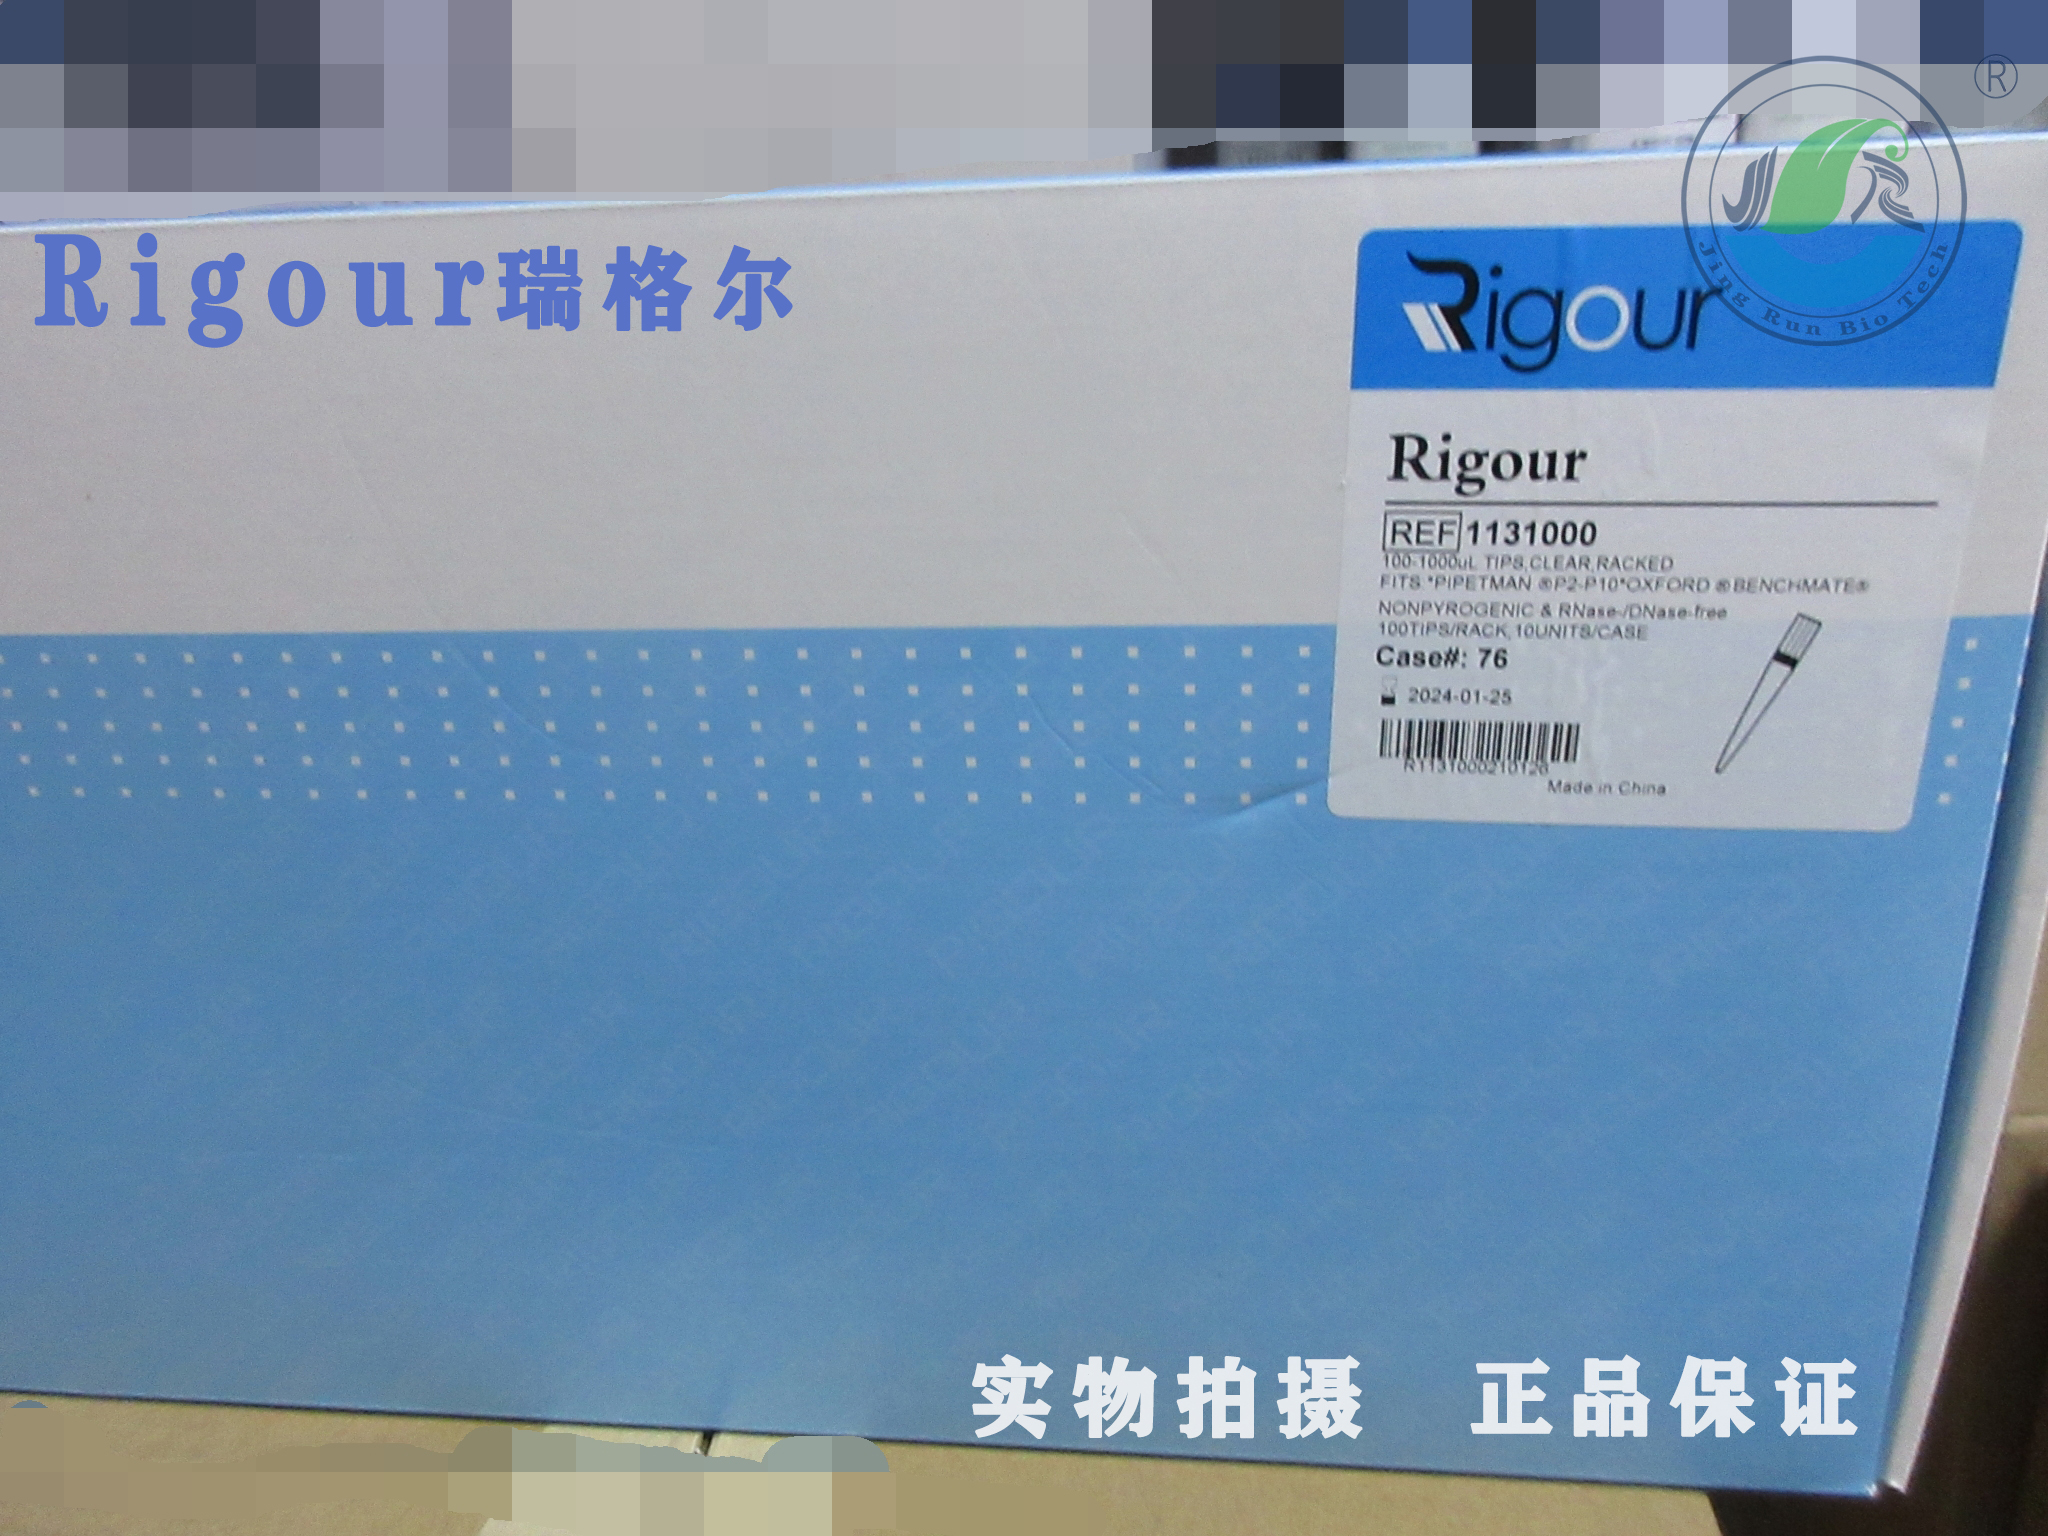 ®
Jing Run Bio Tech
Rigour瑞格尔
Rigour
Rigour
REF 1131000
100-1000uL TIPS,CLEAR,RACKED
FITS:*PIPETMAN ®P2-P10*OXFORD ®BENCHMATE®
NONPYROGENIC & RNase-/DNase-free
100TIPS/RACK,10UNITS/CASE
Case#: 76
2024-01-25
R1131000210126
Made in China
实物拍摄 正品保证